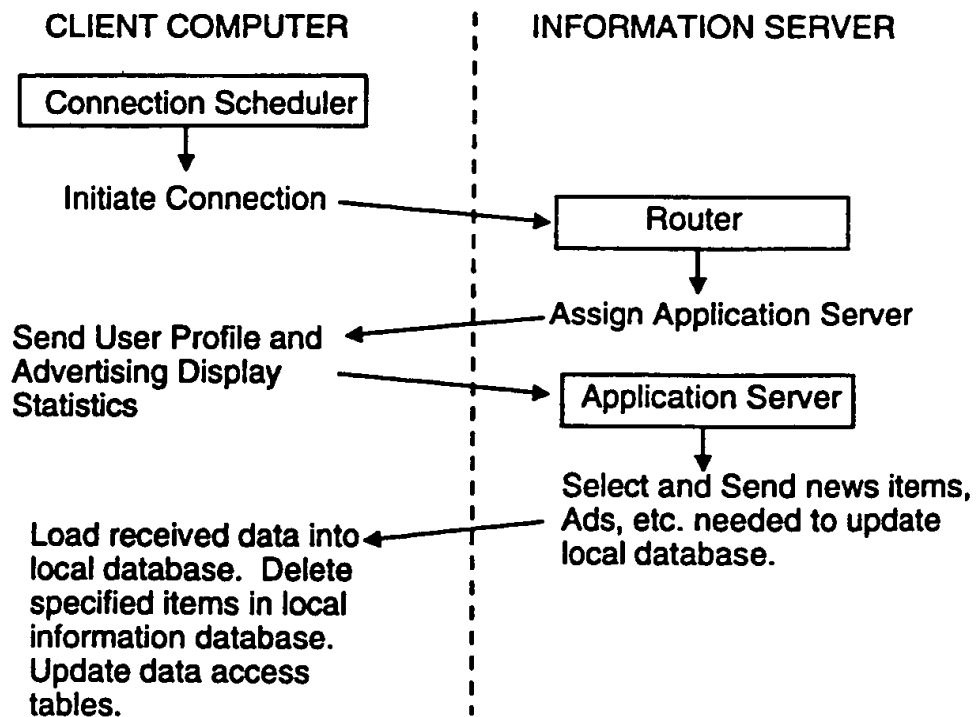 CLIENT COMPUTER
INFORMATION SERVER
Connection Scheduler
Initiate Connection
Router
Assign Application Server
Send User Profile and
Advertising Display
Statistics
Application Server
Select and Send news items,
Ads, etc. needed to update
local database.
Load received data into
local database. Delete
specified items in local
information database.
Update data access
tables.